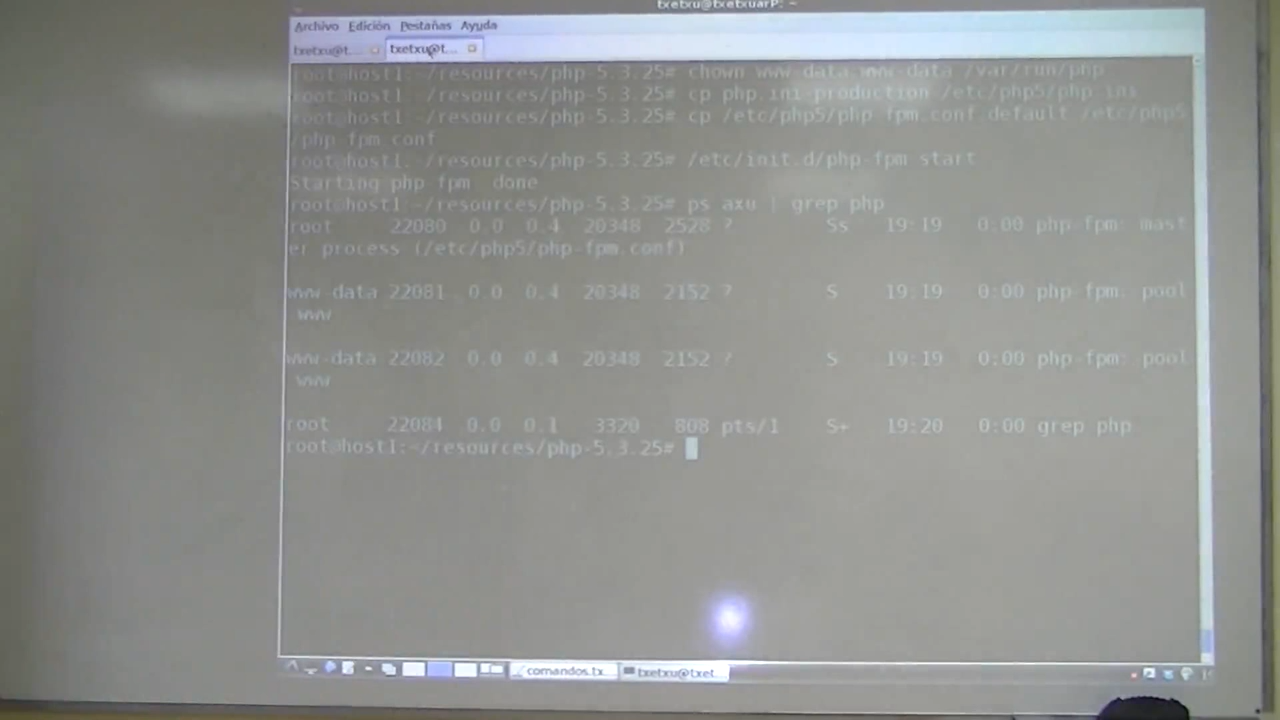 txetxu@txetxuarP: ~
Archivo Edición Pestañas Ayuda
txetxu@t... txetxu@t...
root@host1:~/resources/php-5.3.25# chown www-data.www-data /var/run/php
root@host1:~/resources/php-5.3.25# cp php.ini-production /etc/php5/php.ini
root@host1:~/resources/php-5.3.25# cp /etc/php5/php-fpm.conf.default /etc/php5
/php-fpm.conf
root@host1:~/resources/php-5.3.25# /etc/init.d/php-fpm start
Starting php-fpm  done
root@host1:~/resources/php-5.3.25# ps axu | grep php
root     22080  0.0  0.4  20348  2528 ?        Ss   19:19   0:00 php-fpm: mast
er process (/etc/php5/php-fpm.conf)
www-data 22081  0.0  0.4  20348  2152 ?        S    19:19   0:00 php-fpm: pool
 www
www-data 22082  0.0  0.4  20348  2152 ?        S    19:19   0:00 php-fpm: pool
 www
root     22084  0.0  0.1   3320   808 pts/1    S+   19:20   0:00 grep php
root@host1:~/resources/php-5.3.25#
comandos.tx... txetxu@txet...